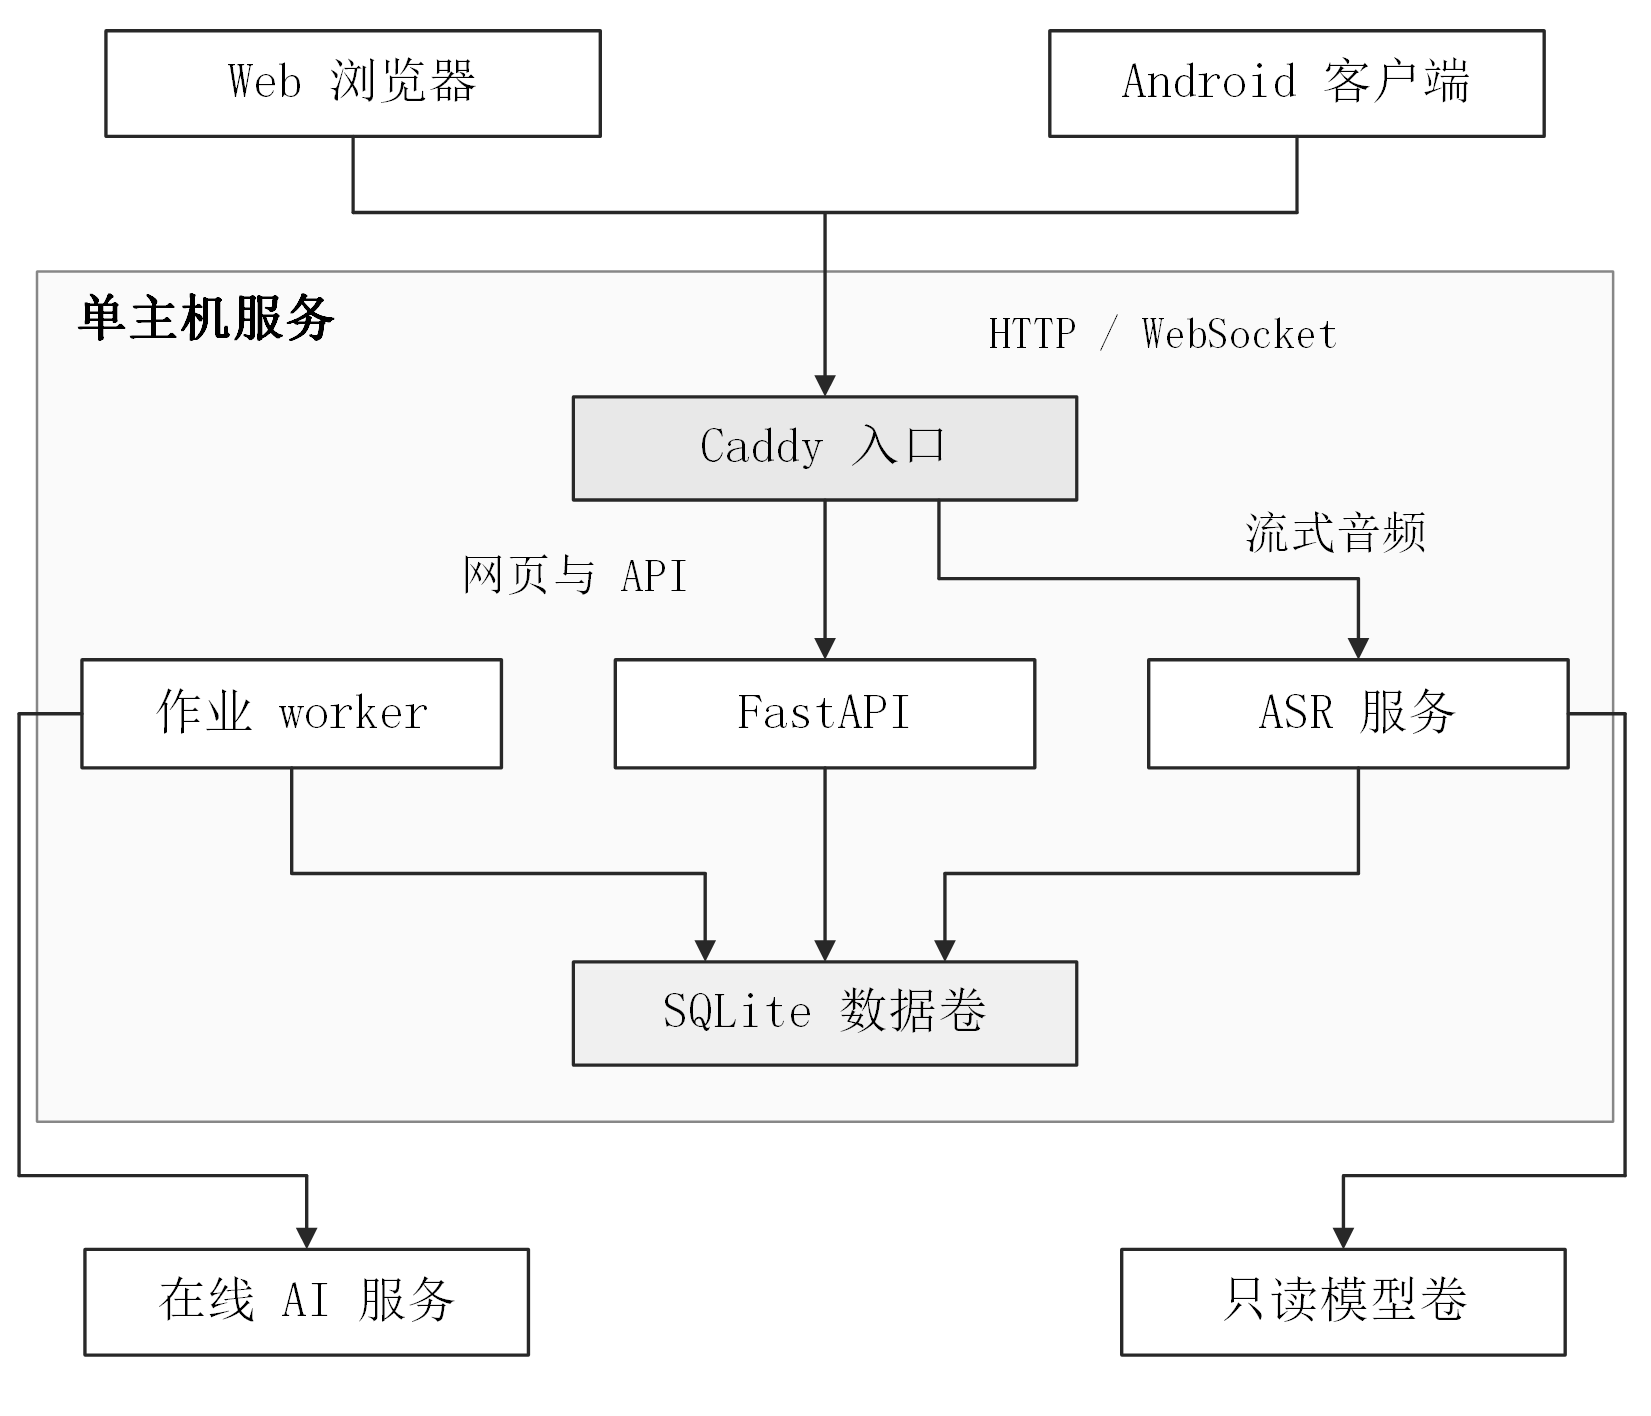 Web 浏览器
Android 客户端
单主机服务
HTTP / WebSocket
Caddy 入口
流式音频
网页与 API
作业 worker
FastAPI
ASR 服务
SQLite 数据卷
在线 AI 服务
只读模型卷